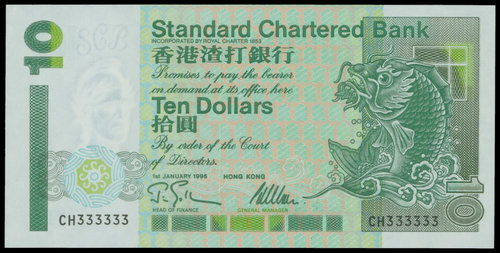 10
SCB
Standard Chartered Bank
INCORPORATED BY ROYAL CHARTER 1853
香港渣打銀行
Promises to pay the bearer
on demand at its office here
Ten Dollars
拾圓
By order of the Court
of Directors.
1st JANUARY 1995 HONG KONG
HEAD OF FINANCE GENERAL MANAGER
CH333333
CH333333
10